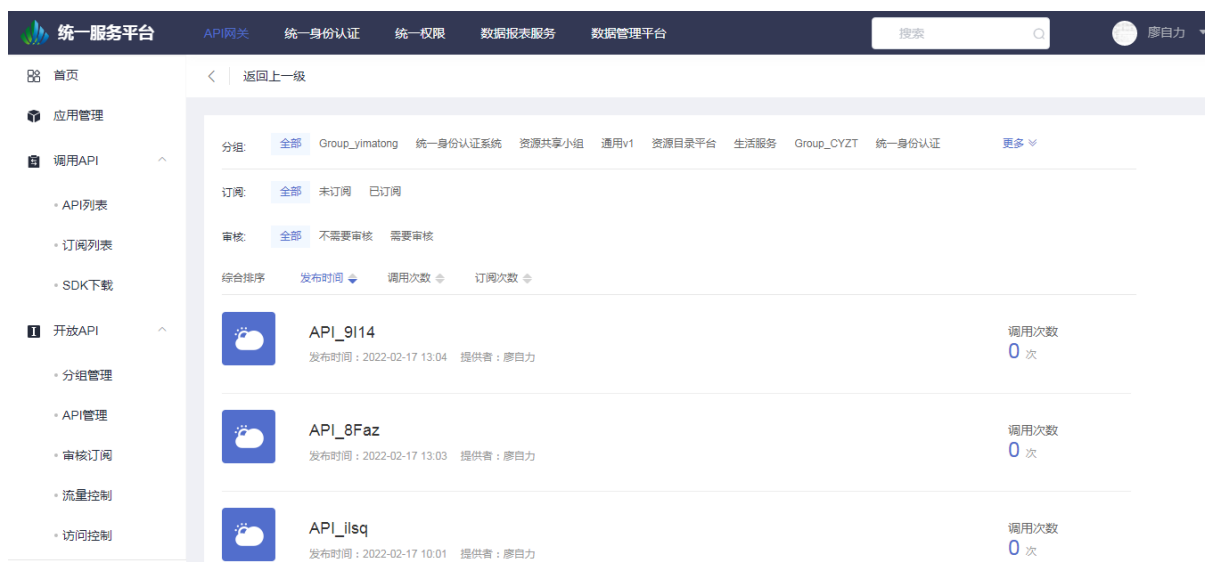 统一服务平台 API网关 统一身份认证 统一权限 数据报表服务 数据管理平台 搜索 廖自力
首页
返回上一级
应用管理
调用API
API列表
订阅列表
SDK下载
开放API
分组管理
API管理
审核订阅
流量控制
访问控制
分组: 全部 Group_yimatong 统一身份认证系统 资源共享小组 通用v1 资源目录平台 生活服务 Group_CYZT 统一身份认证 更多
订阅: 全部 未订阅 已订阅
审核: 全部 不需要审核 需要审核
综合排序 发布时间 调用次数 订阅次数
API_9I14
发布时间：2022-02-17 13:04 提供者：廖自力
调用次数
0 次
API_8Faz
发布时间：2022-02-17 13:03 提供者：廖自力
调用次数
0 次
API_ilsq
发布时间：2022-02-17 10:01 提供者：廖自力
调用次数
0 次